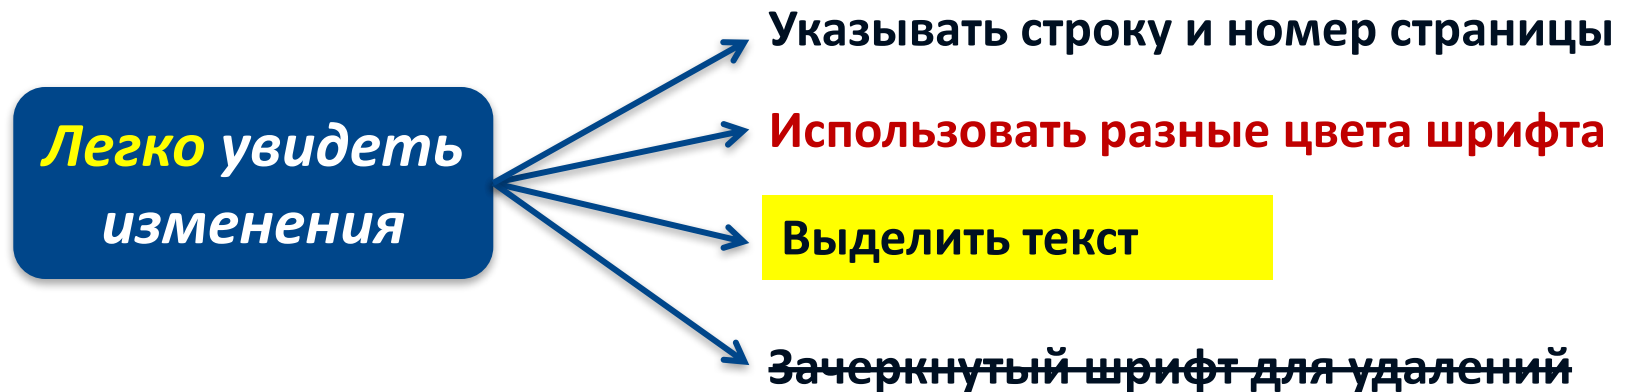 Легко увидеть
изменения
Указывать строку и номер страницы
Использовать разные цвета шрифта
Выделить текст
Зачеркнутый шрифт для удалений